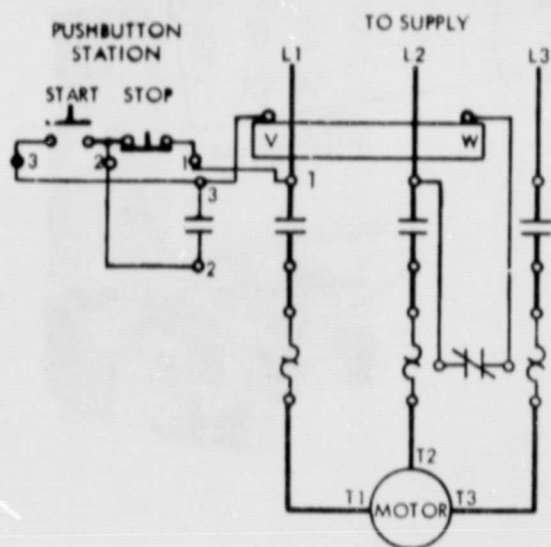 PUSHBUTTON
STATION
TO SUPPLY
L1
L2
L3
START STOP
V
W
3
2
1
3
1
2
T2
T1
MOTOR
T3